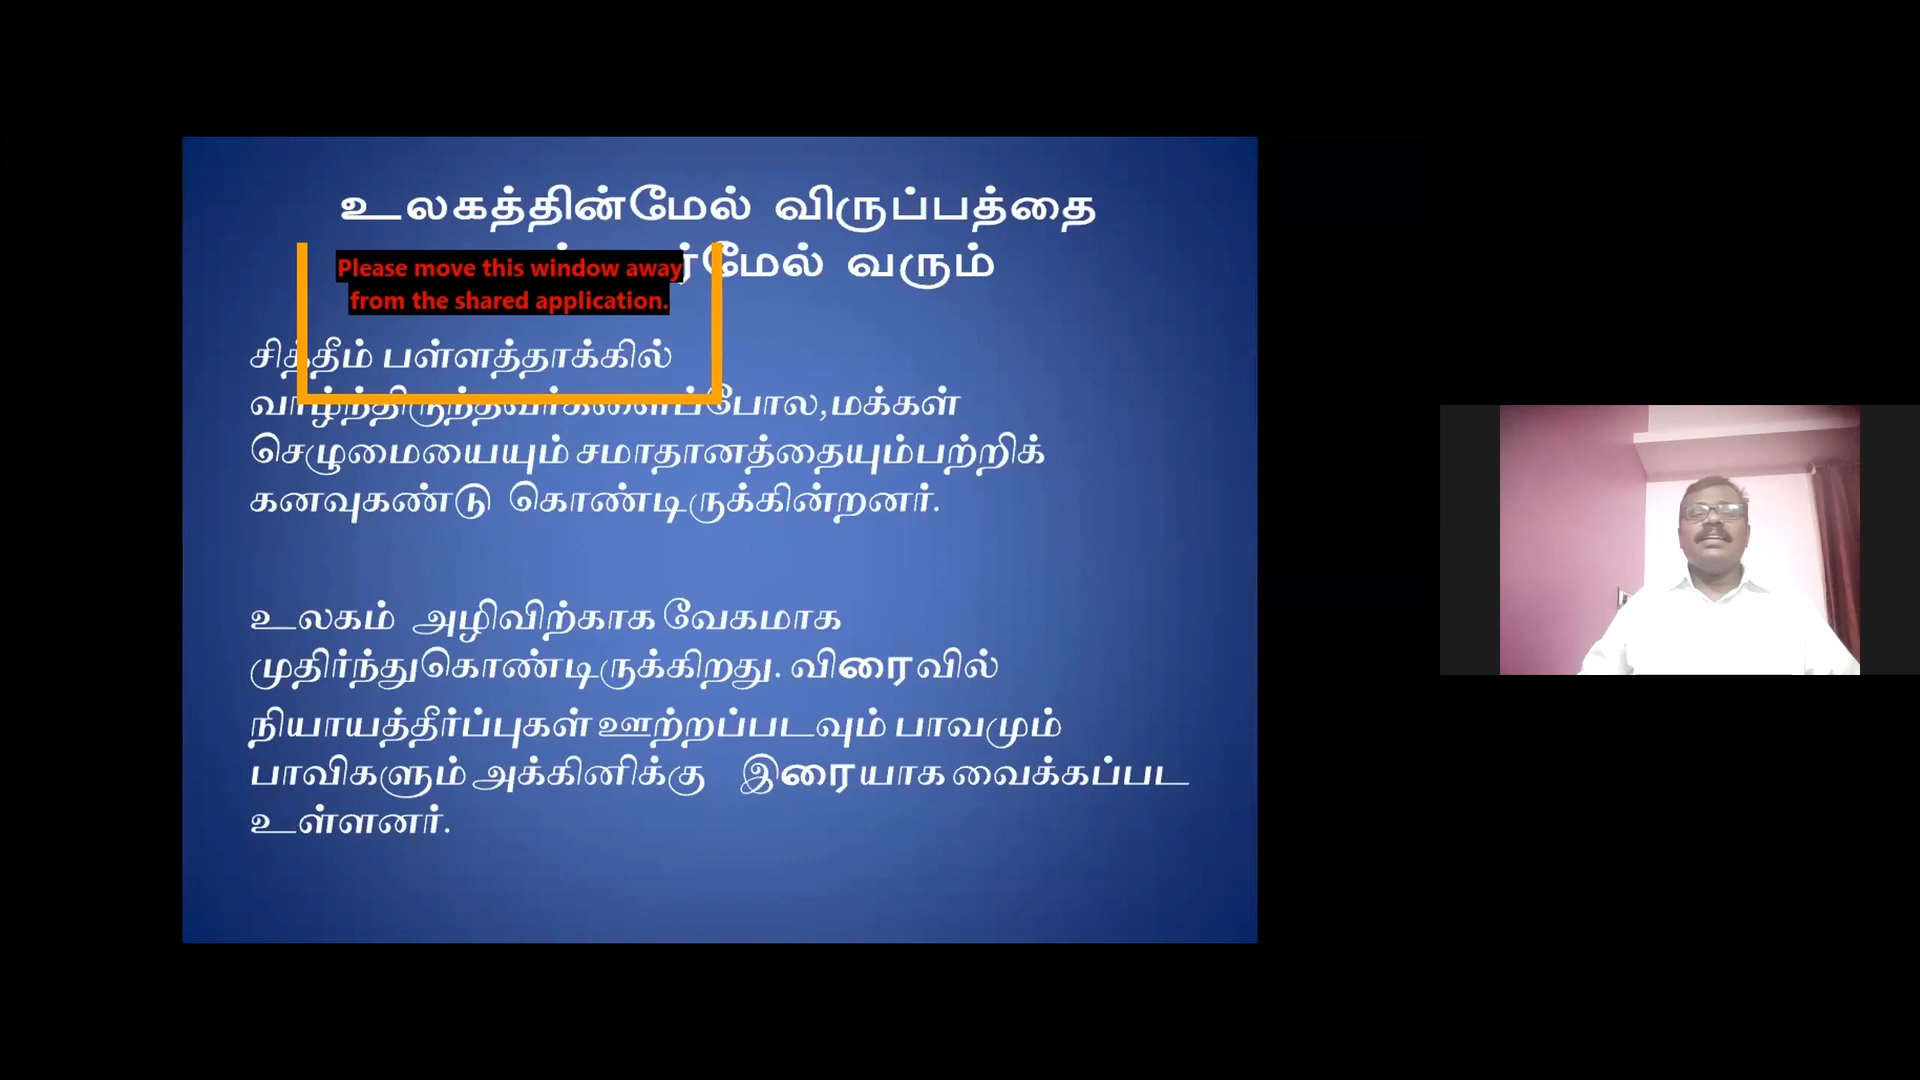 உலகத்தின்மேல் விருப்பத்தை
வரும்
Please move this window away
from the shared application.
சித்தீம் பள்ளத்தாக்கில்
வாழ்ந்திருந்தவர்களைப்போல,மக்கள்
செழுமையையும் சமாதானத்தையும்பற்றிக்
கனவுகண்டு கொண்டிருக்கின்றனர்.
உலகம் அழிவிற்காக வேகமாக
முதிர்ந்துகொண்டிருக்கிறது. விரைவில்
நியாயத்தீர்ப்புகள் ஊற்றப்படவும் பாவமும்
பாவிகளும் அக்கினிக்கு இரையாக வைக்கப்பட
உள்ளனர்.